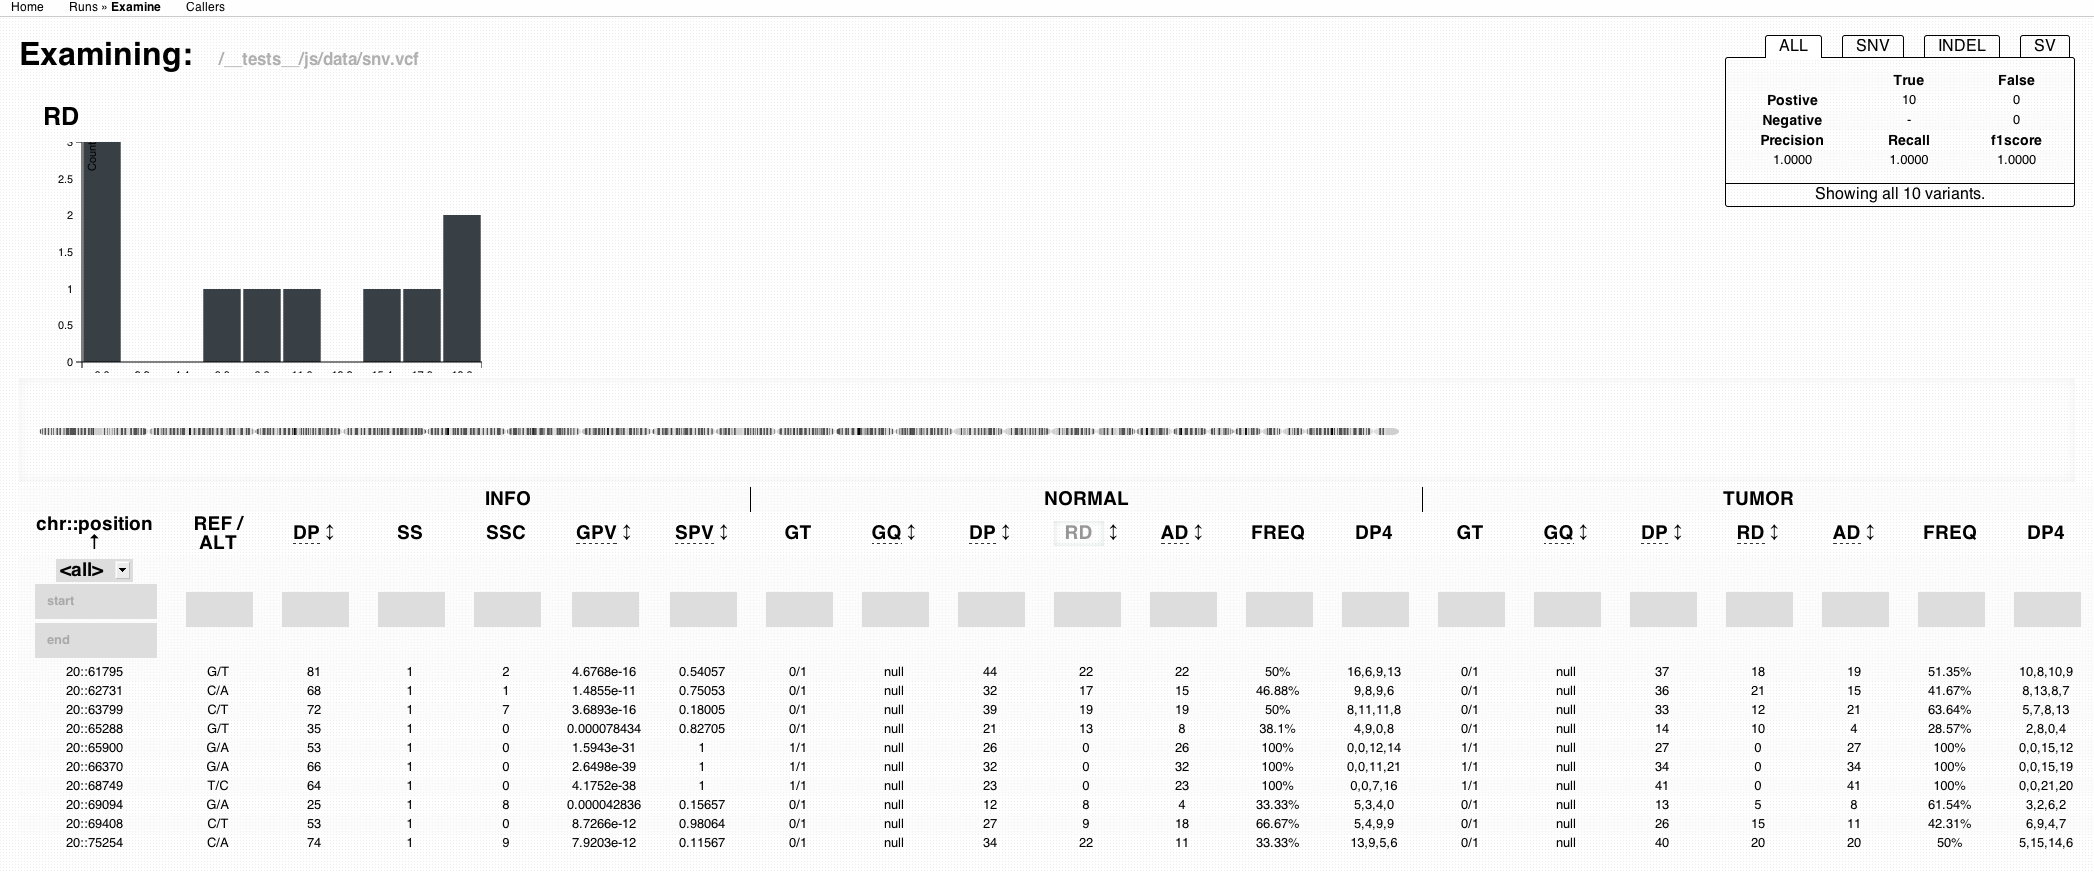 Home Runs » Examine Callers
Examining: /__tests__/js/data/snv.vcf
ALL SNV INDEL SV
True False
Postive 10 0
Negative - 0
Precision Recall f1score
1.0000 1.0000 1.0000
Showing all 10 variants.
RD
3
Count
2.5
2
1.5
1
0.5
0
INFO NORMAL TUMOR
chr::position ↑ REF / ALT DP ↕ SS SSC GPV ↕ SPV ↕ GT GQ ↕ DP ↕ RD ↕ AD ↕ FREQ DP4 GT GQ ↕ DP ↕ RD ↕ AD ↕ FREQ DP4
<all>
start
end
20::61795 G/T 81 1 2 4.6768e-16 0.54057 0/1 null 44 22 22 50% 16,6,9,13 0/1 null 37 18 19 51.35% 10,8,10,9
20::62731 C/A 68 1 1 1.4855e-11 0.75053 0/1 null 32 17 15 46.88% 9,8,9,6 0/1 null 36 21 15 41.67% 8,13,8,7
20::63799 C/T 72 1 7 3.6893e-16 0.18005 0/1 null 39 19 19 50% 8,11,11,8 0/1 null 33 12 21 63.64% 5,7,8,13
20::65288 G/T 35 1 0 0.000078434 0.82705 0/1 null 21 13 8 38.1% 4,9,0,8 0/1 null 14 10 4 28.57% 2,8,0,4
20::65900 G/A 53 1 0 1.5943e-31 1 1/1 null 26 0 26 100% 0,0,12,14 1/1 null 27 0 27 100% 0,0,15,12
20::66370 G/A 66 1 0 2.6498e-39 1 1/1 null 32 0 32 100% 0,0,11,21 1/1 null 34 0 34 100% 0,0,15,19
20::68749 T/C 64 1 0 4.1752e-38 1 1/1 null 23 0 23 100% 0,0,7,16 1/1 null 41 0 41 100% 0,0,21,20
20::69094 G/A 25 1 8 0.000042836 0.15657 0/1 null 12 8 4 33.33% 5,3,4,0 0/1 null 13 5 8 61.54% 3,2,6,2
20::69408 C/T 53 1 0 8.7266e-12 0.98064 0/1 null 27 9 18 66.67% 5,4,9,9 0/1 null 26 15 11 42.31% 6,9,4,7
20::75254 C/A 74 1 9 7.9203e-12 0.11567 0/1 null 34 22 11 33.33% 13,9,5,6 0/1 null 40 20 20 50% 5,15,14,6